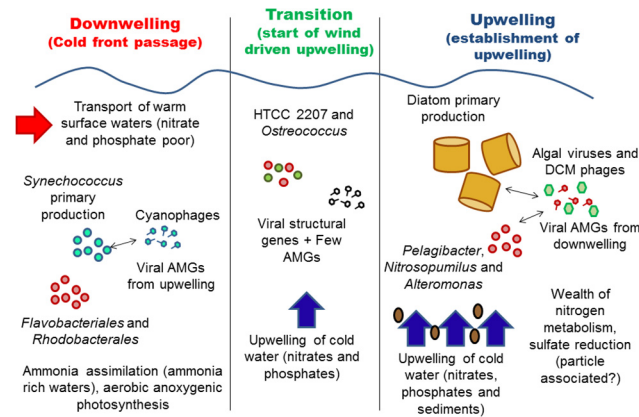 Downwelling
(Cold front passage)
Transport of warm
surface waters (nitrate
and phosphate poor)
Synechococcus
primary
production
Cyanophages
Viral AMGs
from upwelling
Flavobacteriales and
Rhodobacterales
Ammonia assimilation (ammonia
rich waters), aerobic anoxygenic
photosynthesis
Transition
(start of wind
driven upwelling)
HTCC 2207 and
Ostreococcus
Viral structural
genes + Few
AMGs
Upwelling of cold
water (nitrates and
phosphates)
Upwelling
(establishment of
upwelling)
Diatom primary
production
Algal viruses and
DCM phages
Viral AMGs from
downwelling
Pelagibacter,
Nitrosopumilus and
Alteromonas
Upwelling of cold
water (nitrates,
phosphates and
sediments)
Wealth of
nitrogen
metabolism,
sulfate reduction
(particle
associated?)